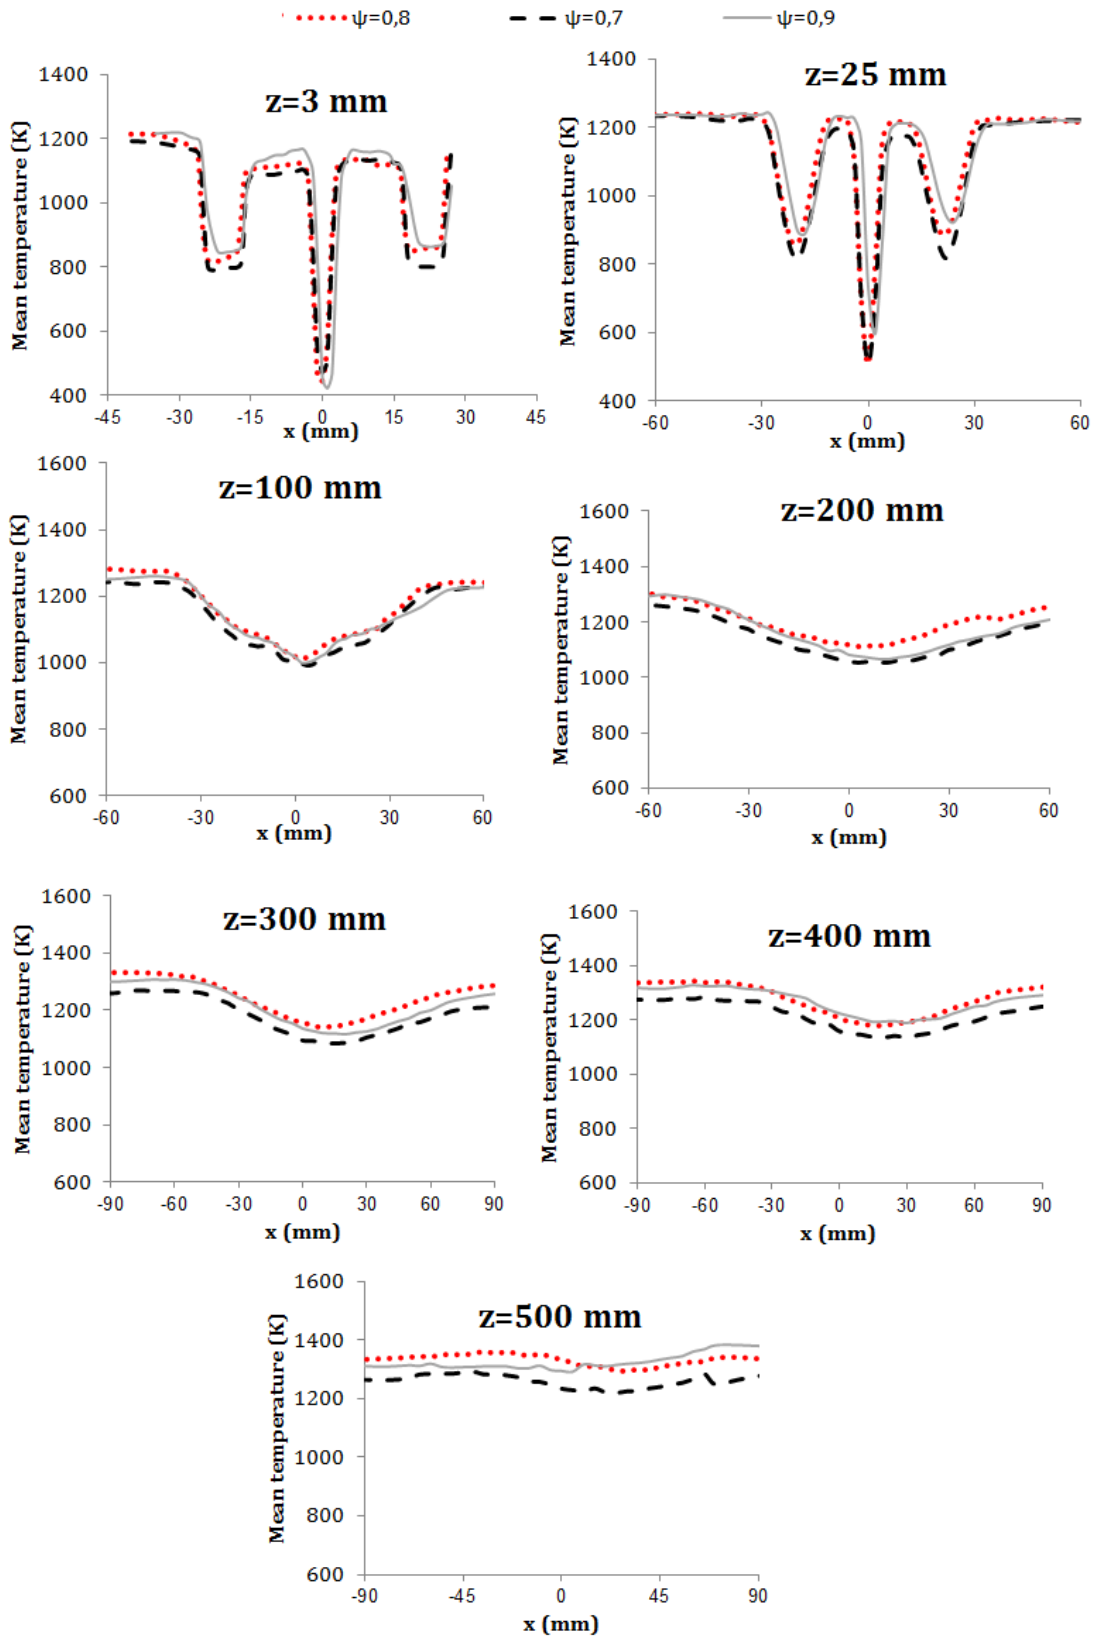 ψ=0,8 ψ=0,7 ψ=0,9
z=3 mm
Mean temperature (K)
1400
1200
1000
800
600
400
-45 -30 -15 0 15 30 45
x (mm)
z=25 mm
Mean temperature (K)
1400
1200
1000
800
600
400
-60 -30 0 30 60
x (mm)
z=100 mm
Mean temperature (K)
1600
1400
1200
1000
800
600
-60 -30 0 30 60
x (mm)
z=200 mm
Mean temperature (K)
1600
1400
1200
1000
800
600
-60 -30 0 30 60
x (mm)
z=300 mm
Mean temperature (K)
1600
1400
1200
1000
800
600
-90 -60 -30 0 30 60 90
x (mm)
z=400 mm
Mean temperature (K)
1600
1400
1200
1000
800
600
-90 -60 -30 0 30 60 90
x (mm)
z=500 mm
Mean temperature (K)
1600
1400
1200
1000
800
600
-90 -45 0 45 90
x (mm)